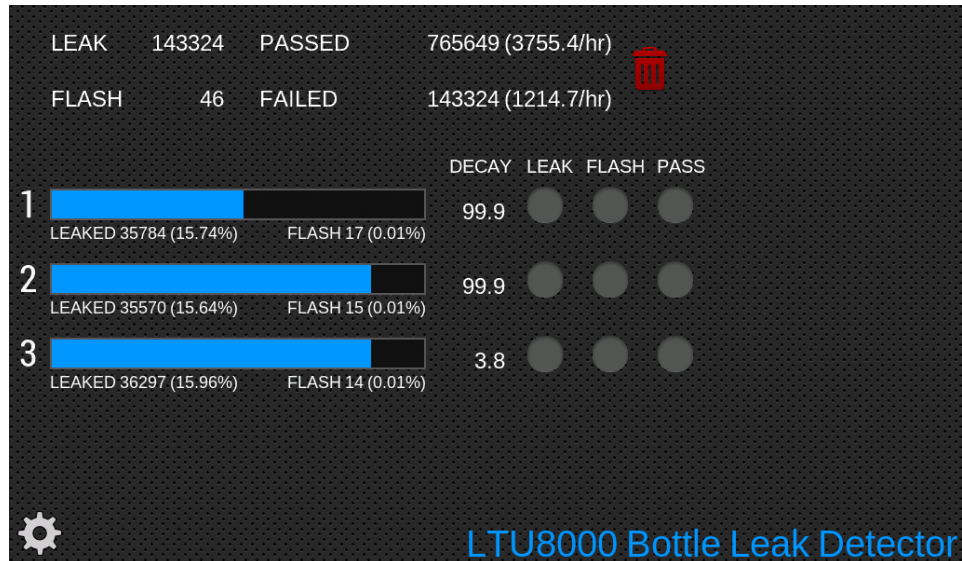 LEAK 143324 PASSED 765649 (3755.4/hr)
FLASH 46 FAILED 143324 (1214.7/hr)
DECAY LEAK FLASH PASS
1 99.9
LEAKED 35784 (15.74%) FLASH 17 (0.01%)
2 99.9
LEAKED 35570 (15.64%) FLASH 15 (0.01%)
3 3.8
LEAKED 36297 (15.96%) FLASH 14 (0.01%)
LTU8000 Bottle Leak Detector